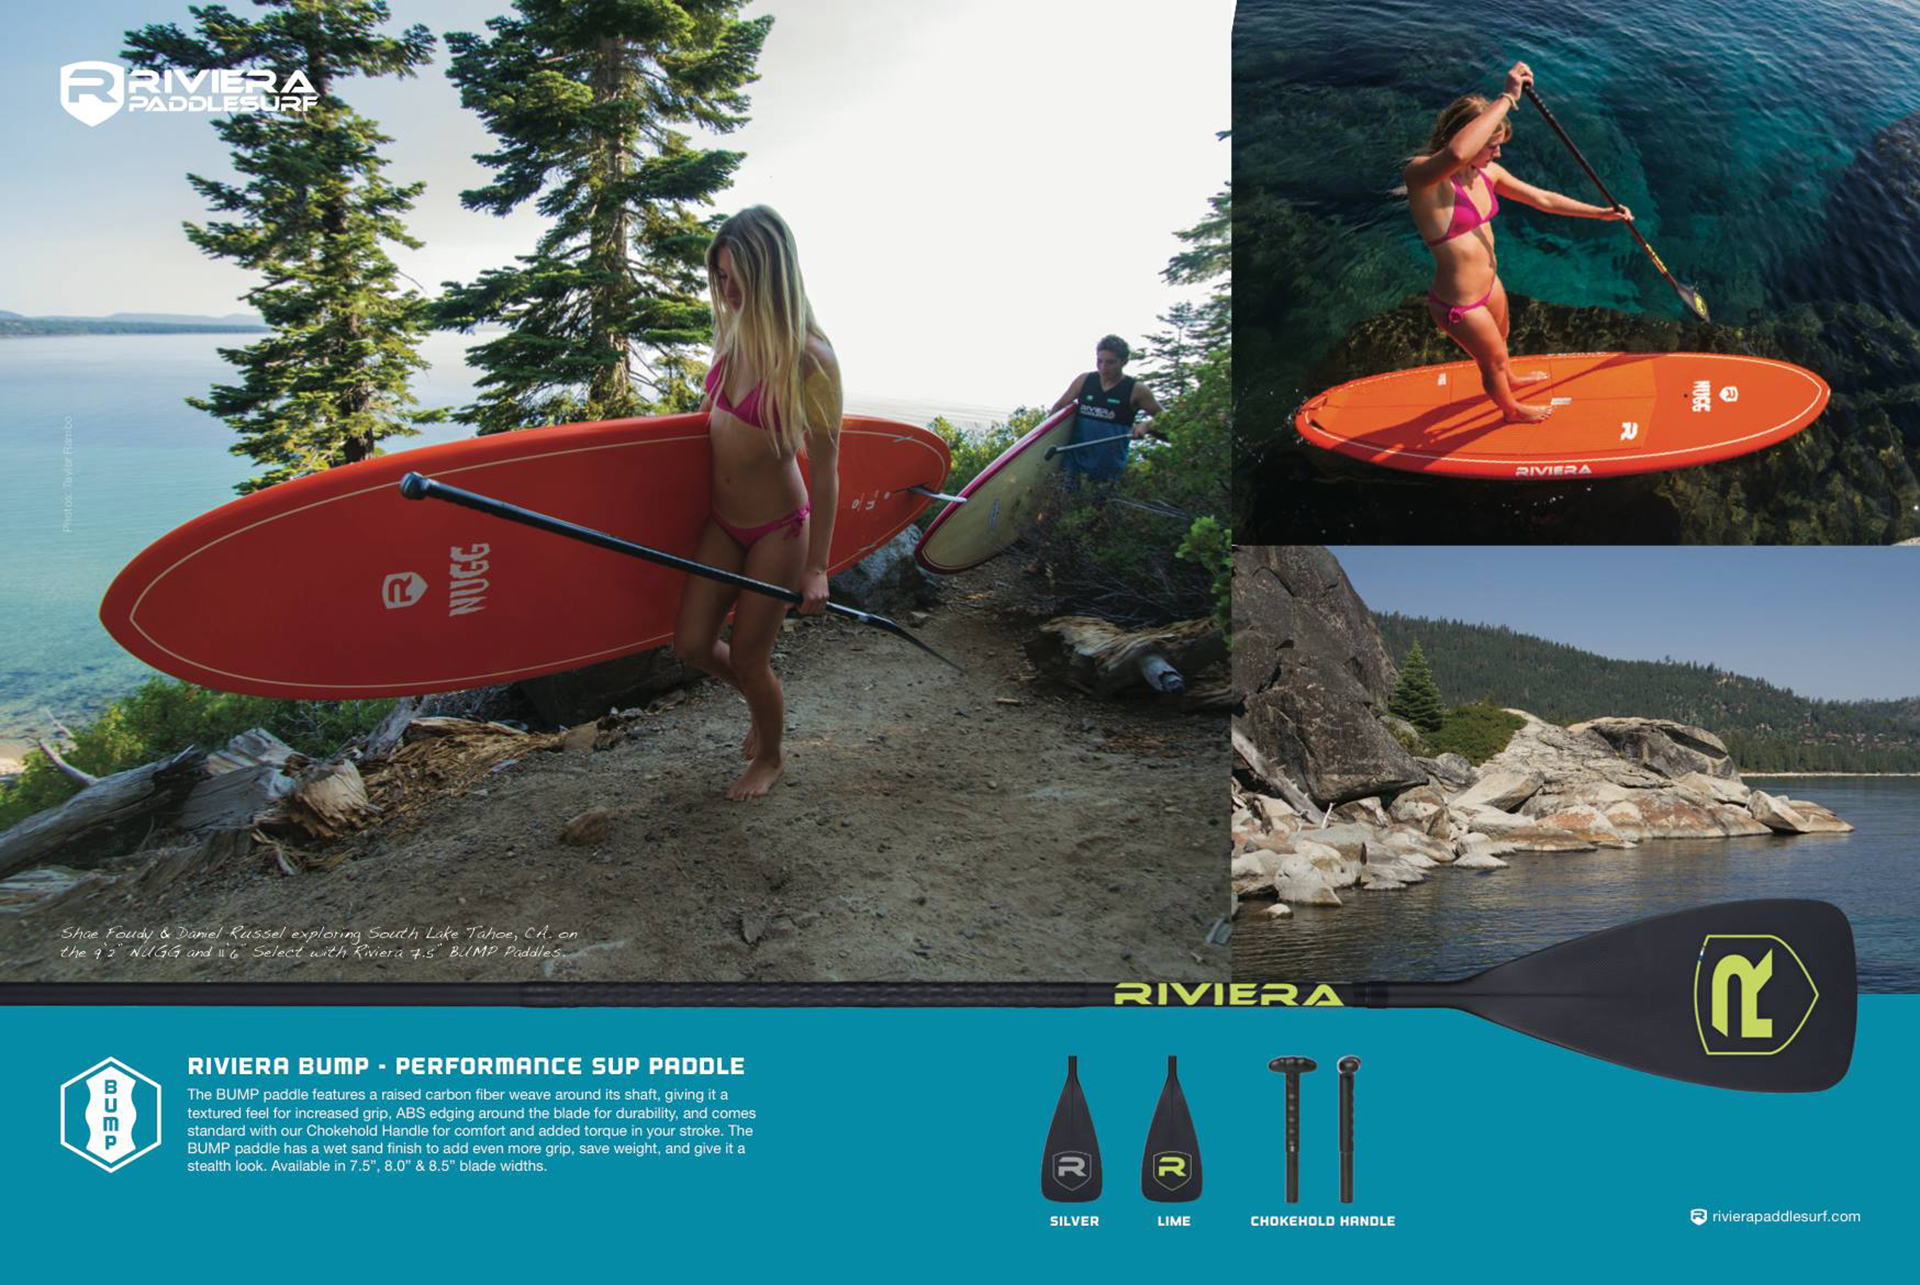 RIVIERA
PADDLESURF
RIVIERA
NUGG
R
RIVIERA
R
NUGG
Photos: Taylor Rambo
Shae Foudy & Daniel Russel exploring South Lake Tahoe, CA. on
the 9'2" NUGG and 11'6" Select with Riviera 7.5" BUMP Paddles.
RIVIERA
R
BUMP
RIVIERA BUMP - PERFORMANCE SUP PADDLE
The BUMP paddle features a raised carbon fiber weave around its shaft, giving it a
textured feel for increased grip, ABS edging around the blade for durability, and comes
standard with our Chokehold Handle for comfort and added torque in your stroke. The
BUMP paddle has a wet sand finish to add even more grip, save weight, and give it a
stealth look. Available in 7.5”, 8.0” & 8.5” blade widths.
R
R
SILVER
LIME
CHOKEHOLD HANDLE
rivierapaddlesurf.com